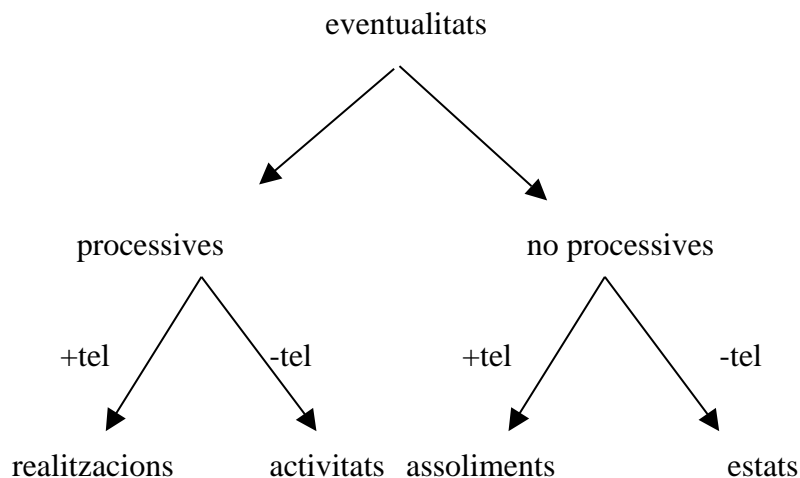 eventualitats
processives no processives
+tel -tel +tel -tel
realitzacions activitats assoliments estats